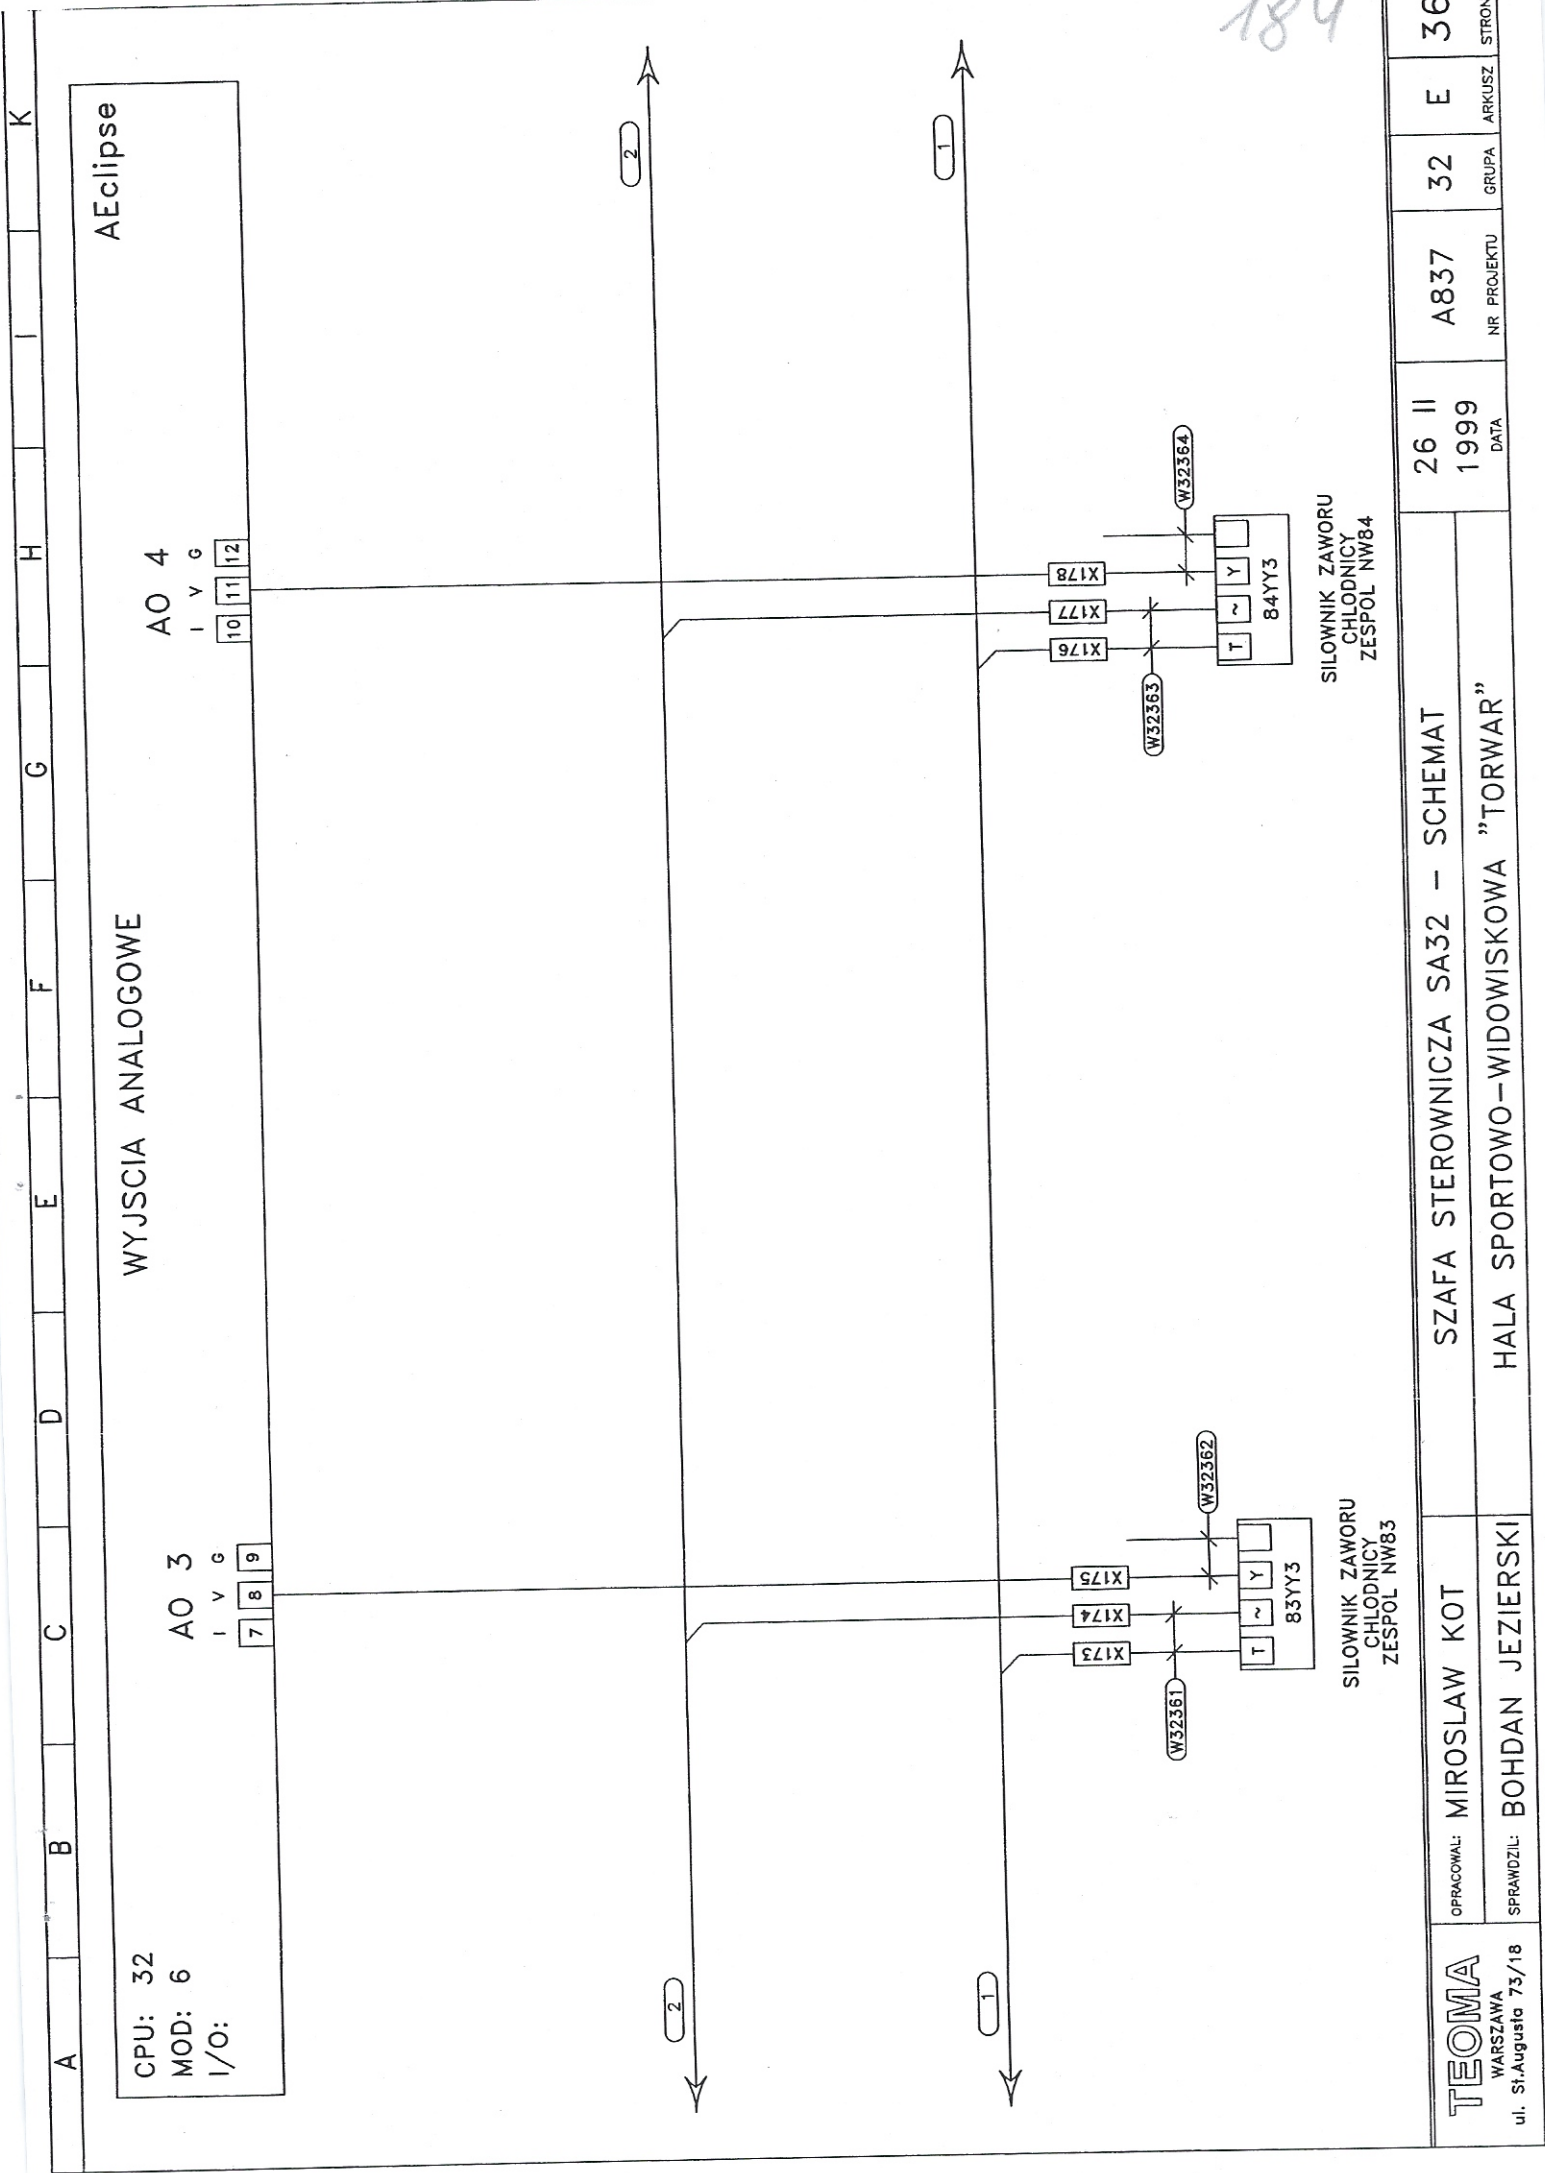 A B C D E F G H I K
CPU: 32
MOD: 6
I/O:
WYJSCIA ANALOGOWE
AEclipse
AO 3
I V G
7 8 9
AO 4
I V G
10 11 12
2
2
1
1
X173 X174 X175
W32361
W32362
T ~ Y
83YY3
SILOWNIK ZAWORU
CHLODNICY
ZESPOL NW83
X176 X177 X178
W32363
W32364
T ~ Y
84YY3
SILOWNIK ZAWORU
CHLODNICY
ZESPOL NW84
184
TEOMA
WARSZAWA
ul. St.Augusta 73/18
OPRACOWAL: MIROSLAW KOT
SPRAWDZIL: BOHDAN JEZIERSKI
SZAFA STEROWNICZA SA32 - SCHEMAT
HALA SPORTOWO-WIDOWISKOWA "TORWAR"
26 II
1999
DATA
A837
NR PROJEKTU
32
GRUPA
E
ARKUSZ
36
STRON